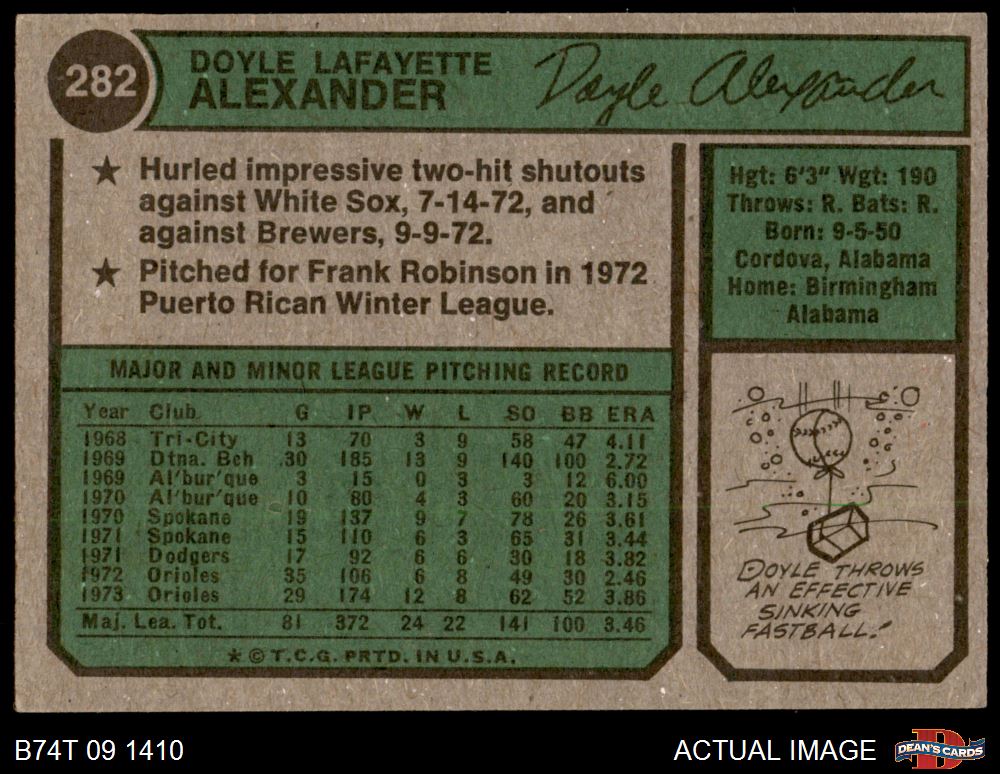 282
DOYLE LAFAYETTE
ALEXANDER
Doyle Alexander
★ Hurled impressive two-hit shutouts
against White Sox, 7-14-72, and
against Brewers, 9-9-72.
★ Pitched for Frank Robinson in 1972
Puerto Rican Winter League.
Hgt: 6'3" Wgt: 190
Throws: R. Bats: R.
Born: 9-5-50
Cordova, Alabama
Home: Birmingham
Alabama
MAJOR AND MINOR LEAGUE PITCHING RECORD
Year Club G IP W L SO BB ERA
1968 Tri-City 13 70 3 9 58 47 4.11
1969 Dtna. Bch 30 185 13 9 140 100 2.72
1969 Al'bur'que 3 15 0 3 3 12 6.00
1970 Al'bur'que 10 80 4 3 60 20 3.15
1970 Spokane 19 137 9 7 78 26 3.61
1971 Spokane 15 110 6 3 65 31 3.44
1971 Dodgers 17 92 6 6 30 18 3.82
1972 Orioles 35 106 6 8 49 30 2.46
1973 Orioles 29 174 12 8 62 52 3.86
Maj. Lea. Tot. 81 372 24 22 141 100 3.46
★ © T.C.G. PRTD. IN U.S.A.
DOYLE THROWS
AN EFFECTIVE
SINKING
FASTBALL!
B74T 09 1410
ACTUAL IMAGE
D
DEAN'S CARDS